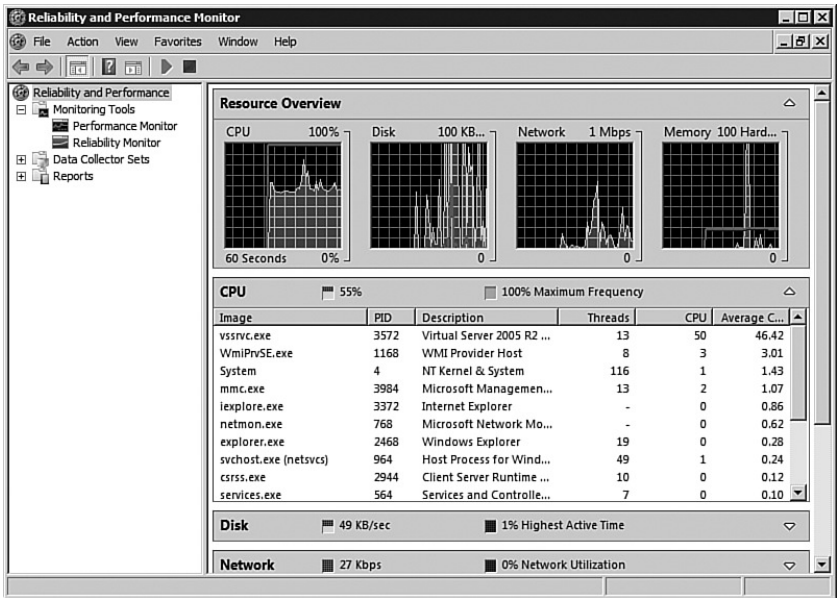 Reliability and Performance Monitor
File Action View Favorites Window Help
Reliability and Performance
Monitoring Tools
Performance Monitor
Reliability Monitor
Data Collector Sets
Reports
Resource Overview
CPU 100% Disk 100 KB... Network 1 Mbps Memory 100 Hard...
60 Seconds 0% 0 0 0
CPU 55% 100% Maximum Frequency
Image PID Description Threads CPU Average C...
vssrvc.exe 3572 Virtual Server 2005 R2 ... 13 50 46.42
WmiPrvSE.exe 1168 WMI Provider Host 8 3 3.01
System 4 NT Kernel & System 116 1 1.43
mmc.exe 3984 Microsoft Managemen... 13 2 1.07
iexplore.exe 3372 Internet Explorer - 0 0.86
netmon.exe 768 Microsoft Network Mo... - 0 0.62
explorer.exe 2468 Windows Explorer 19 0 0.28
svchost.exe (netsvcs) 964 Host Process for Wind... 49 1 0.24
csrss.exe 2944 Client Server Runtime ... 10 0 0.12
services.exe 564 Services and Controlle... 7 0 0.10
Disk 49 KB/sec 1% Highest Active Time
Network 27 Kbps 0% Network Utilization